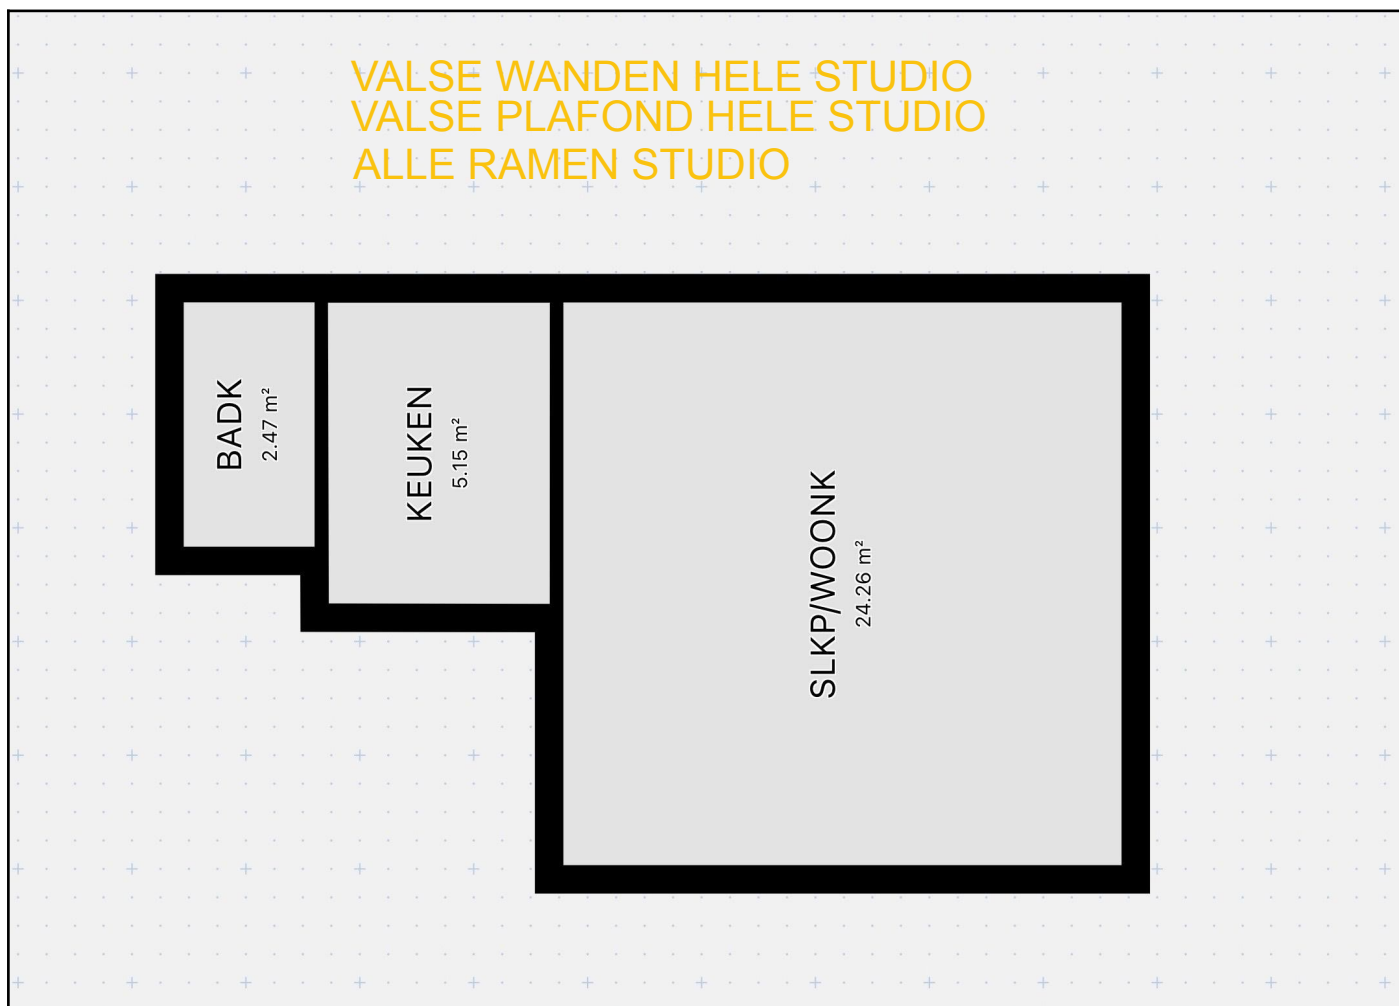 VALSE WANDEN HELE STUDIO
VALSE PLAFOND HELE STUDIO
ALLE RAMEN STUDIO
BADK
2.47 m²
KEUKEN
5.15 m²
SLKP/WOONK
24.26 m²